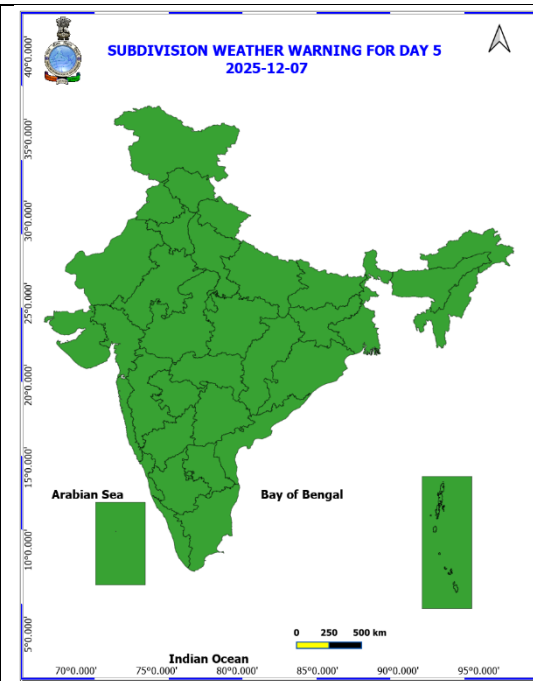 SUBDIVISION WEATHER WARNING FOR DAY 5
2025-12-07
40°0.000'
35°0.000'
30°0.000'
25°0.000'
20°0.000'
15°0.000'
10°0.000'
5°0.000'
Arabian Sea
Bay of Bengal
0 250 500 km
Indian Ocean
70°0.000' 75°0.000' 80°0.000' 85°0.000' 90°0.000' 95°0.000'